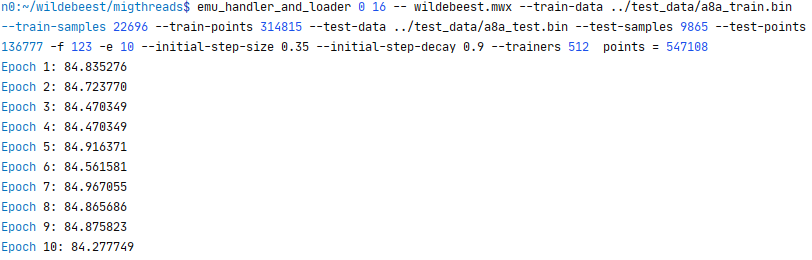 n0:~/wildebeest/migthreads$ emu_handler_and_loader 0 16 -- wildebeest.mwx --train-data ../test_data/a8a_train.bin
--train-samples 22696 --train-points 314815 --test-data ../test_data/a8a_test.bin --test-samples 9865 --test-points
136777 -f 123 -e 10 --initial-step-size 0.35 --initial-step-decay 0.9 --trainers 512  points = 547108
Epoch 1: 84.835276
Epoch 2: 84.723770
Epoch 3: 84.470349
Epoch 4: 84.470349
Epoch 5: 84.916371
Epoch 6: 84.561581
Epoch 7: 84.967055
Epoch 8: 84.865686
Epoch 9: 84.875823
Epoch 10: 84.277749